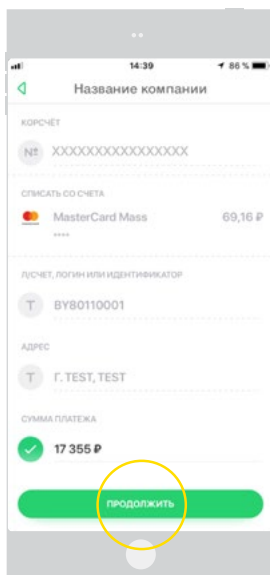 14:39
86 %
Название компании
КОРСЧЁТ
№ XXXXXXXXXXXXXXXX
СПИСАТЬ СО СЧЕТА
MasterCard Mass 69,16 ₽
Л/СЧЕТ, ЛОГИН ИЛИ ИДЕНТИФИКАТОР
T BY80110001
АДРЕС
T Г. TEST, TEST
СУММА ПЛАТЕЖА
17 355 ₽
ПРОДОЛЖИТЬ